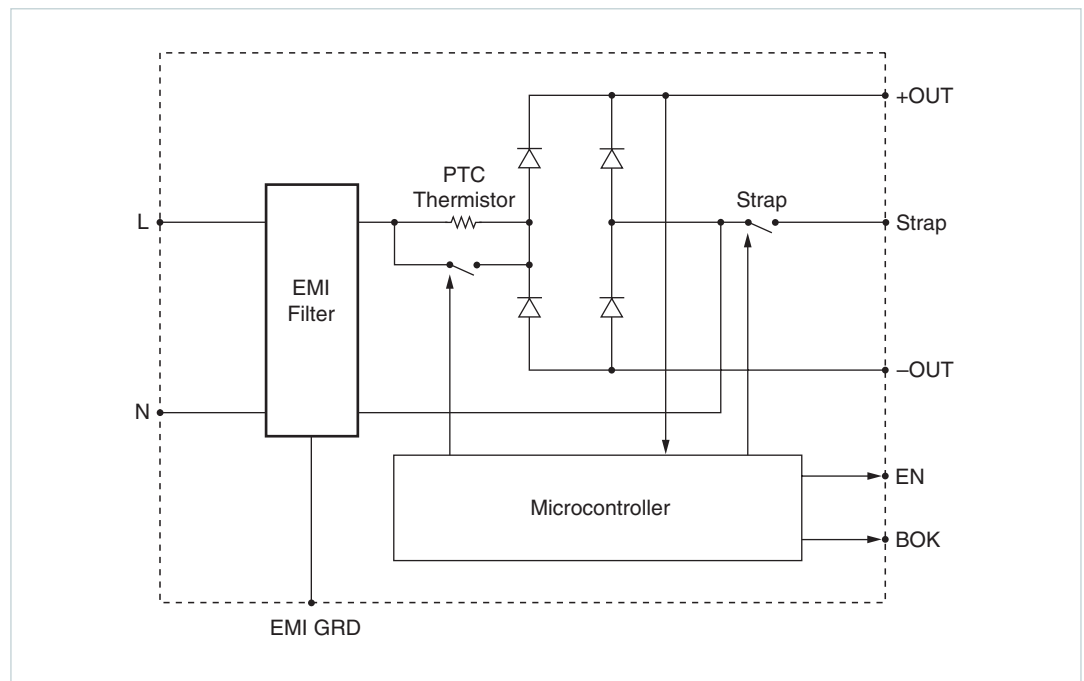 +OUT
PTC
Thermistor
Strap
L
Strap
EMI
Filter
–OUT
N
EN
Microcontroller
BOK
EMI GRD